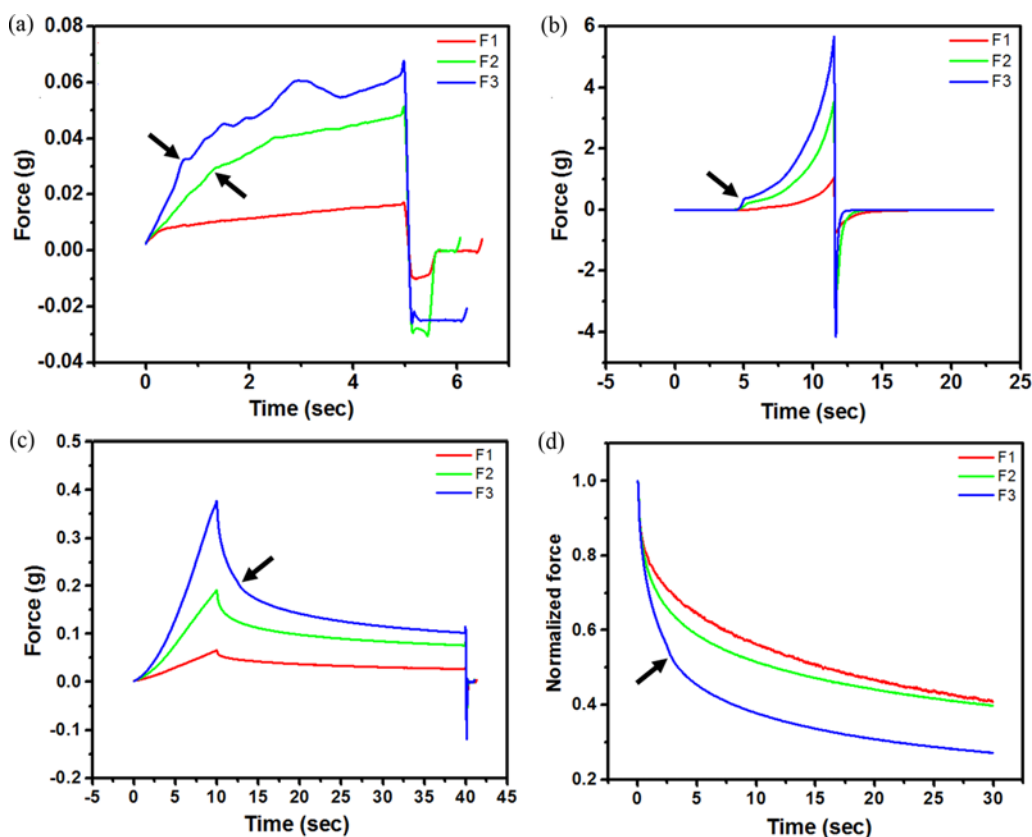 (a)
0.08
0.06
0.04
0.02
0.00
-0.02
-0.04
Force (g)
0 2 4 6
Time (sec)
F1
F2
F3
(b)
6
4
2
0
-2
-4
Force (g)
-5 0 5 10 15 20 25
Time (sec)
F1
F2
F3
(c)
0.5
0.4
0.3
0.2
0.1
0.0
-0.1
-0.2
Force (g)
-5 0 5 10 15 20 25 30 35 40 45
Time (sec)
F1
F2
F3
(d)
1.0
0.8
0.6
0.4
0.2
Normalized force
0 5 10 15 20 25 30
Time (sec)
F1
F2
F3